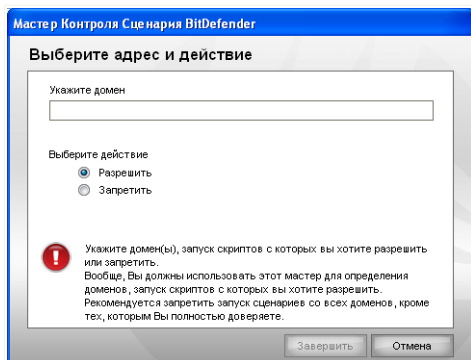 Мастер Контроля Сценария BitDefender
Выберите адрес и действие
Укажите домен
Выберите действие
Разрешить
Запретить
Укажите домен(ы), запуск скриптов с которых вы хотите разрешить
или запретить.
Вообще, Вы должны использовать этот мастер для определения
доменов, запуск скриптов с которых вы хотите разрешить.
Рекомендуется запретить запуск сценариев со всех доменов, кроме
тех, которым Вы полностью доверяете.
Завершить
Отмена